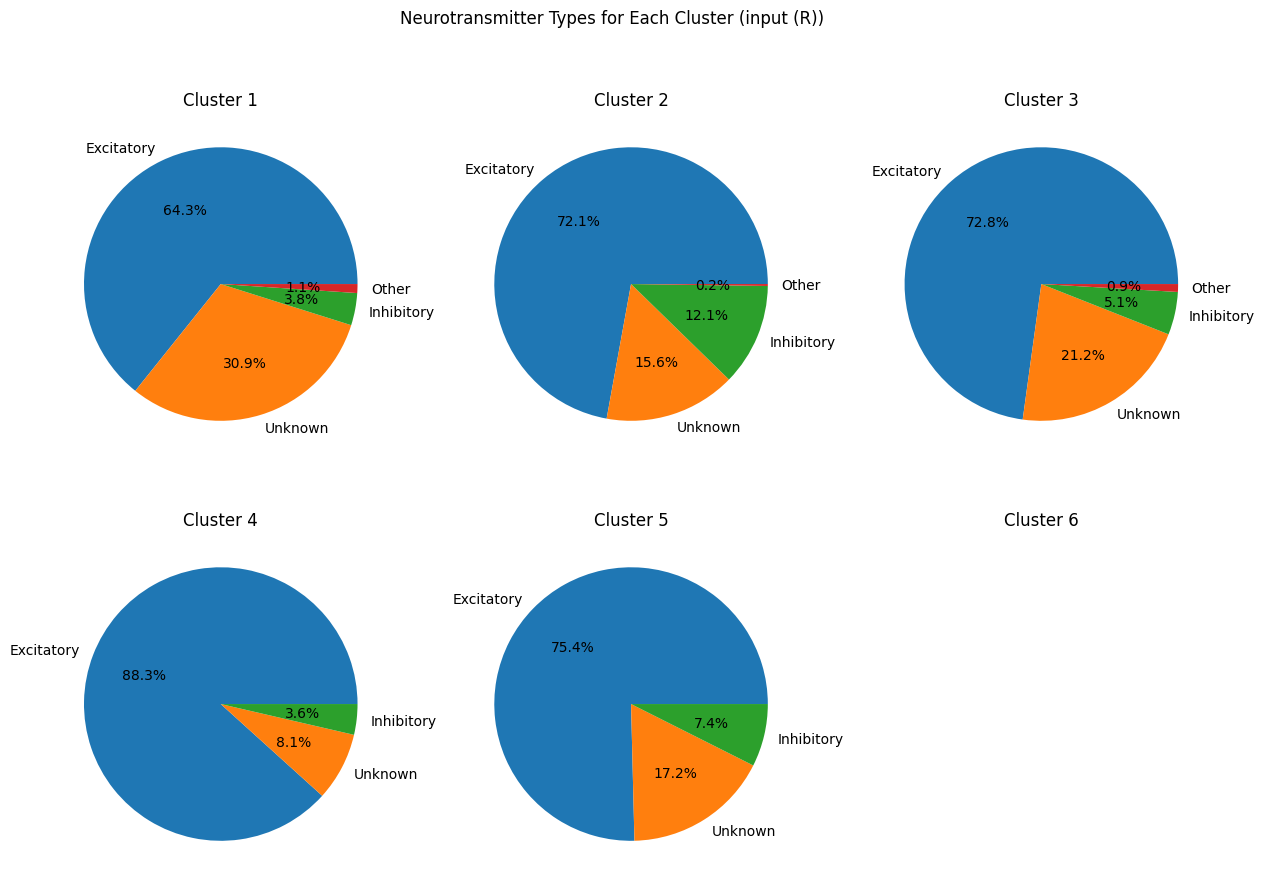 Neurotransmitter Types for Each Cluster (input (R))
Cluster 1
Excitatory
64.3%
1.1%
Other
3.8%
Inhibitory
30.9%
Unknown
Cluster 2
Excitatory
72.1%
0.2%
Other
12.1%
Inhibitory
15.6%
Unknown
Cluster 3
Excitatory
72.8%
0.9%
Other
5.1%
Inhibitory
21.2%
Unknown
Cluster 4
Excitatory
88.3%
3.6%
Inhibitory
8.1%
Unknown
Cluster 5
Excitatory
75.4%
7.4%
Inhibitory
17.2%
Unknown
Cluster 6